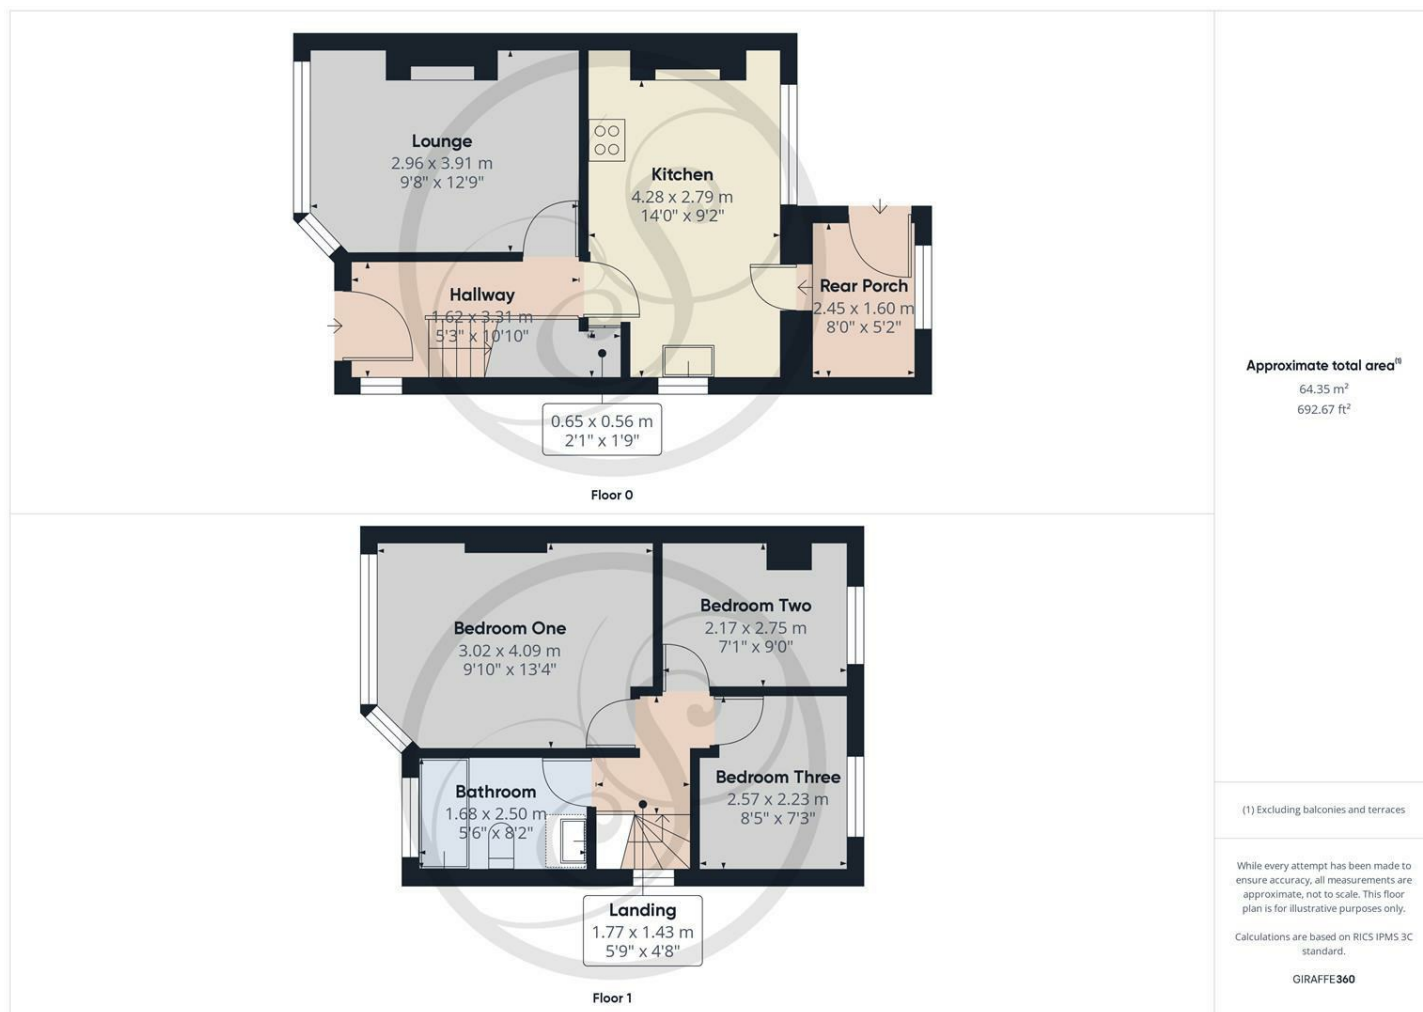 Lounge
2.96 x 3.91 m
9'8" x 12'9"
Kitchen
4.28 x 2.79 m
14'0" x 9'2"
Rear Porch
2.45 x 1.60 m
8'0" x 5'2"
Hallway
1.62 x 3.31 m
5'3" x 10'10"
0.65 x 0.56 m
2'1" x 1'9"
Floor 0
Bedroom One
3.02 x 4.09 m
9'10" x 13'4"
Bedroom Two
2.17 x 2.75 m
7'1" x 9'0"
Bedroom Three
2.57 x 2.23 m
8'5" x 7'3"
Bathroom
1.68 x 2.50 m
5'6" x 8'2"
Landing
1.77 x 1.43 m
5'9" x 4'8"
Floor 1
Approximate total area⁽¹⁾
64.35 m²
692.67 ft²
(1) Excluding balconies and terraces
While every attempt has been made to
ensure accuracy, all measurements are
approximate, not to scale. This floor
plan is for illustrative purposes only.
Calculations are based on RICS IPMS 3C
standard.
GIRAFFE360